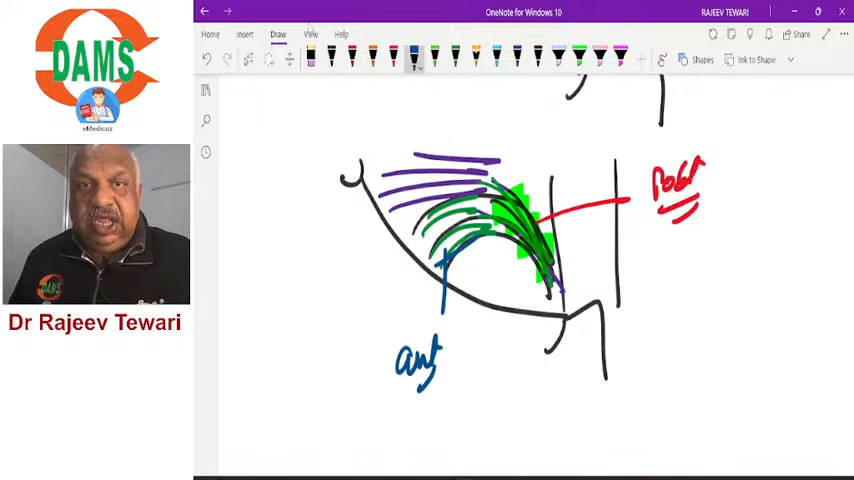 OneNote for Windows 10
RAJEEV TEWARI
Home Insert Draw View Help
Share
Shapes
Ink to Shape
DAMS
eMedicoz
Dr Rajeev Tewari
Post
ant